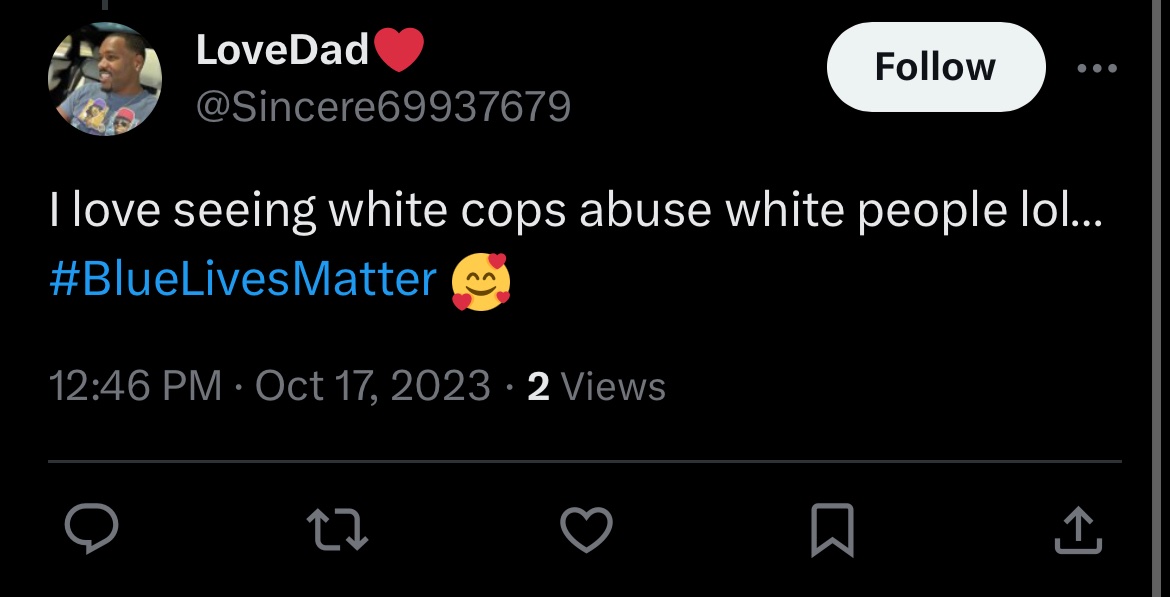 LoveDad❤️
@Sincere69937679
Follow
I love seeing white cops abuse white people lol...
#BlueLivesMatter 🥰
12:46 PM · Oct 17, 2023 · 2 Views